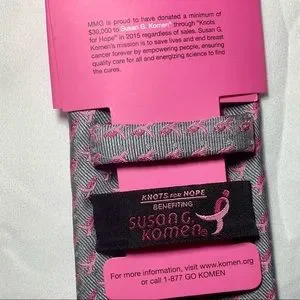 MMG is proud to have donated a minimum of
$30,000 to Susan G. Komen® through "Knots
for Hope" in 2015 regardless of sales. Susan G.
Komen's mission is to save lives and end breast
cancer forever by empowering people, ensuring
quality care for all and energizing science to find
the cures.
KNOTS FOR HOPE
BENEFITING
SUSAN G.
KOMEN®
For more information, visit www.komen.org
or call 1-877 GO KOMEN